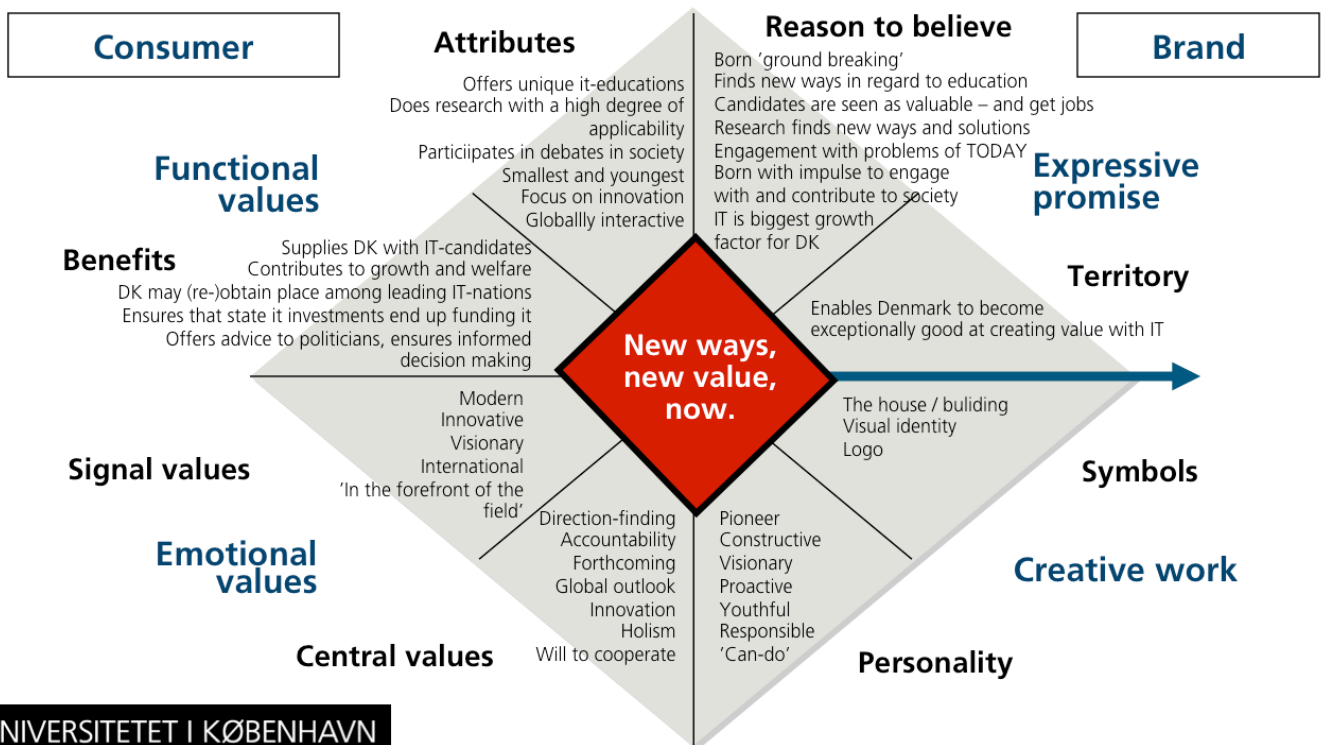 Consumer
Brand
Attributes
Offers unique it-educations
Does research with a high degree of
applicability
Particiipates in debates in society
Smallest and youngest
Focus on innovation
Globallly interactive
Reason to believe
Born ’ground breaking’
Finds new ways in regard to education
Candidates are seen as valuable – and get jobs
Research finds new ways and solutions
Engagement with problems of TODAY
Born with impulse to engage
with and contribute to society
IT is biggest growth
factor for DK
Functional
values
Expressive
promise
Benefits
Supplies DK with IT-candidates
Contributes to growth and welfare
DK may (re-)obtain place among leading IT-nations
Ensures that state it investments end up funding it
Offers advice to politicians, ensures informed
decision making
Territory
Enables Denmark to become
exceptionally good at creating value with IT
New ways,
new value,
now.
Signal values
Modern
Innovative
Visionary
International
’In the forefront of the
field’
The house / buliding
Visual identity
Logo
Symbols
Emotional
values
Creative work
Central values
Direction-finding
Accountability
Forthcoming
Global outlook
Innovation
Holism
Will to cooperate
Pioneer
Constructive
Visionary
Proactive
Youthful
Responsible
’Can-do’
Personality
NIVERSITETET I KØBENHAVN